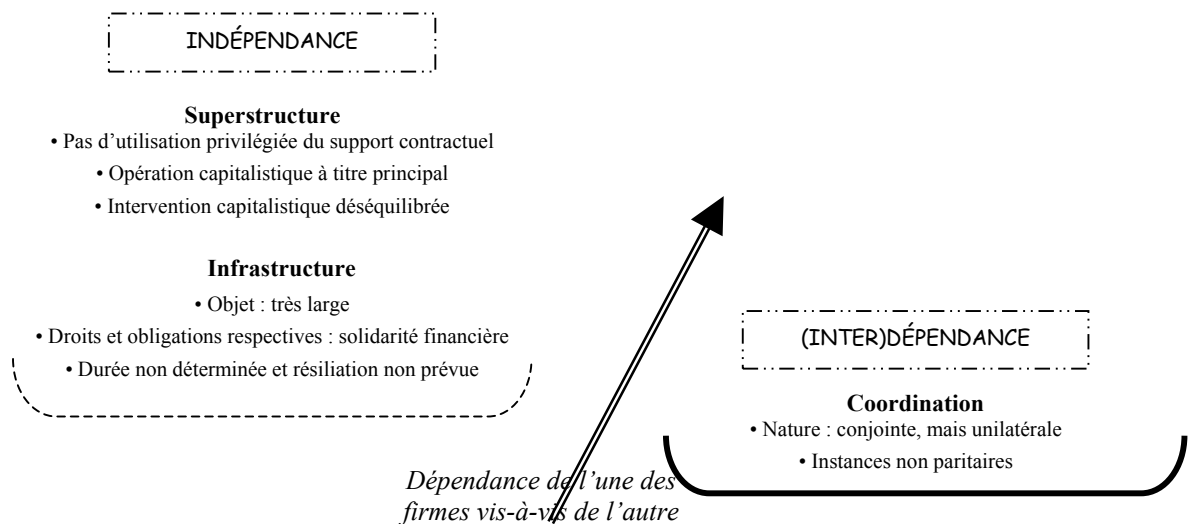 INDÉPENDANCE
Superstructure
• Pas d’utilisation privilégiée du support contractuel
• Opération capitalistique à titre principal
• Intervention capitalistique déséquilibrée
Infrastructure
• Objet : très large
• Droits et obligations respectives : solidarité financière
• Durée non déterminée et résiliation non prévue
(INTER)DÉPENDANCE
Coordination
• Nature : conjointe, mais unilatérale
• Instances non paritaires
Dépendance de l’une des
firmes vis-à-vis de l’autre